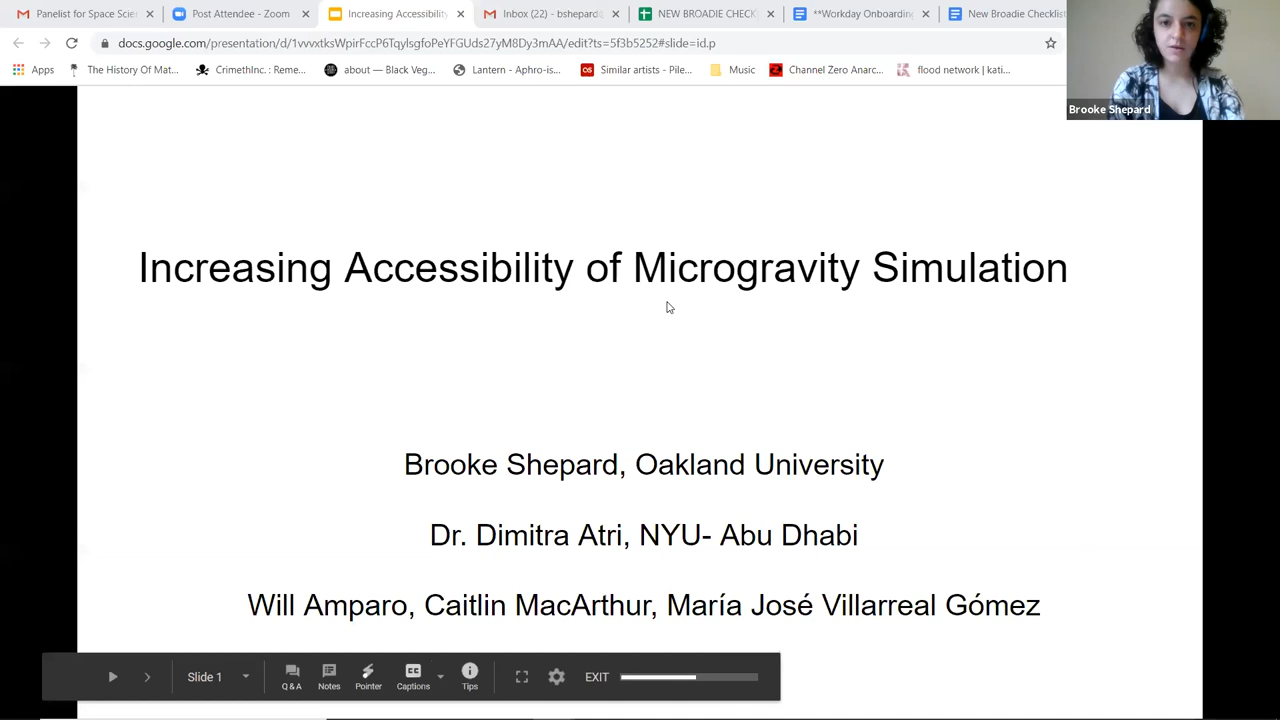 Panelist for Space Scien
Post Attendee - Zoom
Increasing Accessibility
Inbox (22) - bshepard@
NEW BROADIE CHECK
**Workday Onboarding
New Broadie Checklist
docs.google.com/presentation/d/1vvvxtksWpirFccP6TqylsgfoPeYFGUds27yM8Dy3mAA/edit?ts=5f3b5252#slide=id.p
Apps
The History Of Mat...
CrimethInc. : Reme...
about — Black Veg...
Lantern - Aphro-is...
Similar artists - Pile...
Music
Channel Zero Anarc...
flood network | kati...
Brooke Shepard
Increasing Accessibility of Microgravity Simulation
Brooke Shepard, Oakland University
Dr. Dimitra Atri, NYU- Abu Dhabi
Will Amparo, Caitlin MacArthur, María José Villarreal Gómez
Slide 1
Q & A
Notes
Pointer
CC
Captions
Tips
EXIT